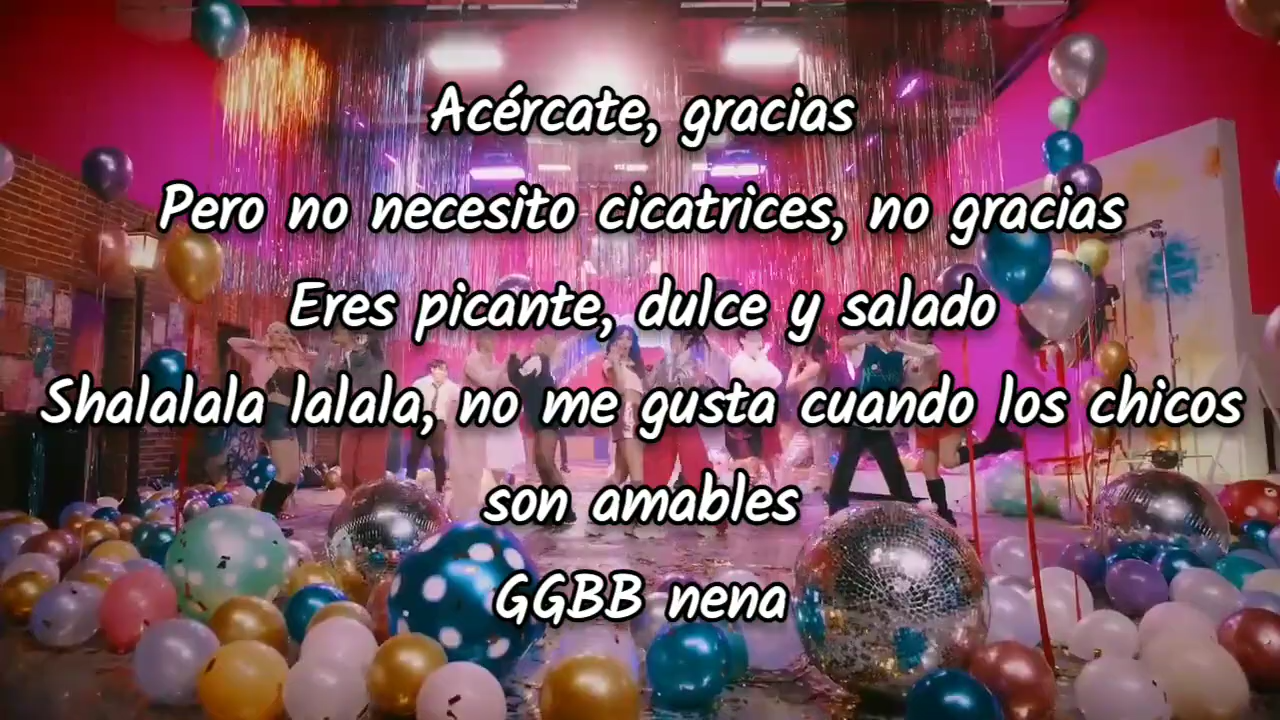 Acércate, gracias
Pero no necesito cicatrices, no gracias
Eres picante, dulce y salado
Shalalala lalala, no me gusta cuando los chicos
son amables
GGBB nena